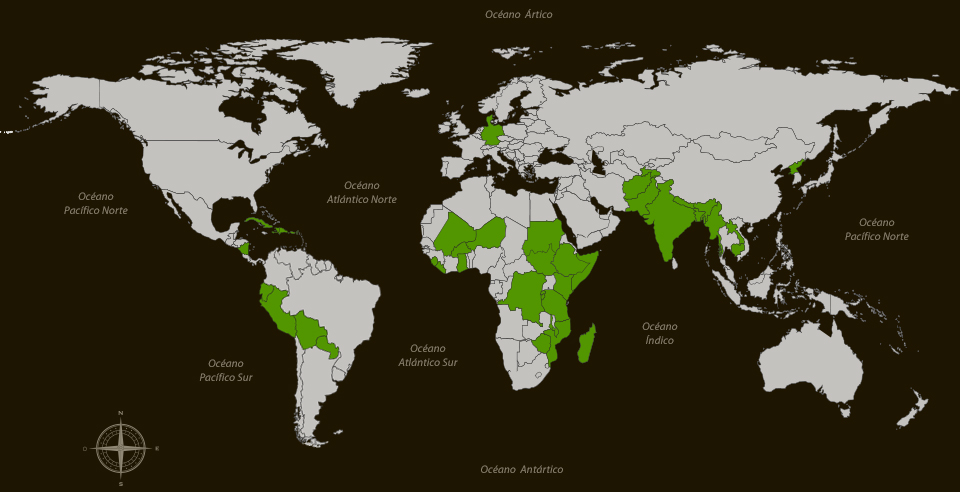 Océano Ártico
Océano
Pacífico Norte
Océano
Atlántico Norte
Océano
Pacífico Norte
Océano
Índico
Océano
Atlántico Sur
Océano
Pacífico Sur
N
O
E
S
Océano Antártico